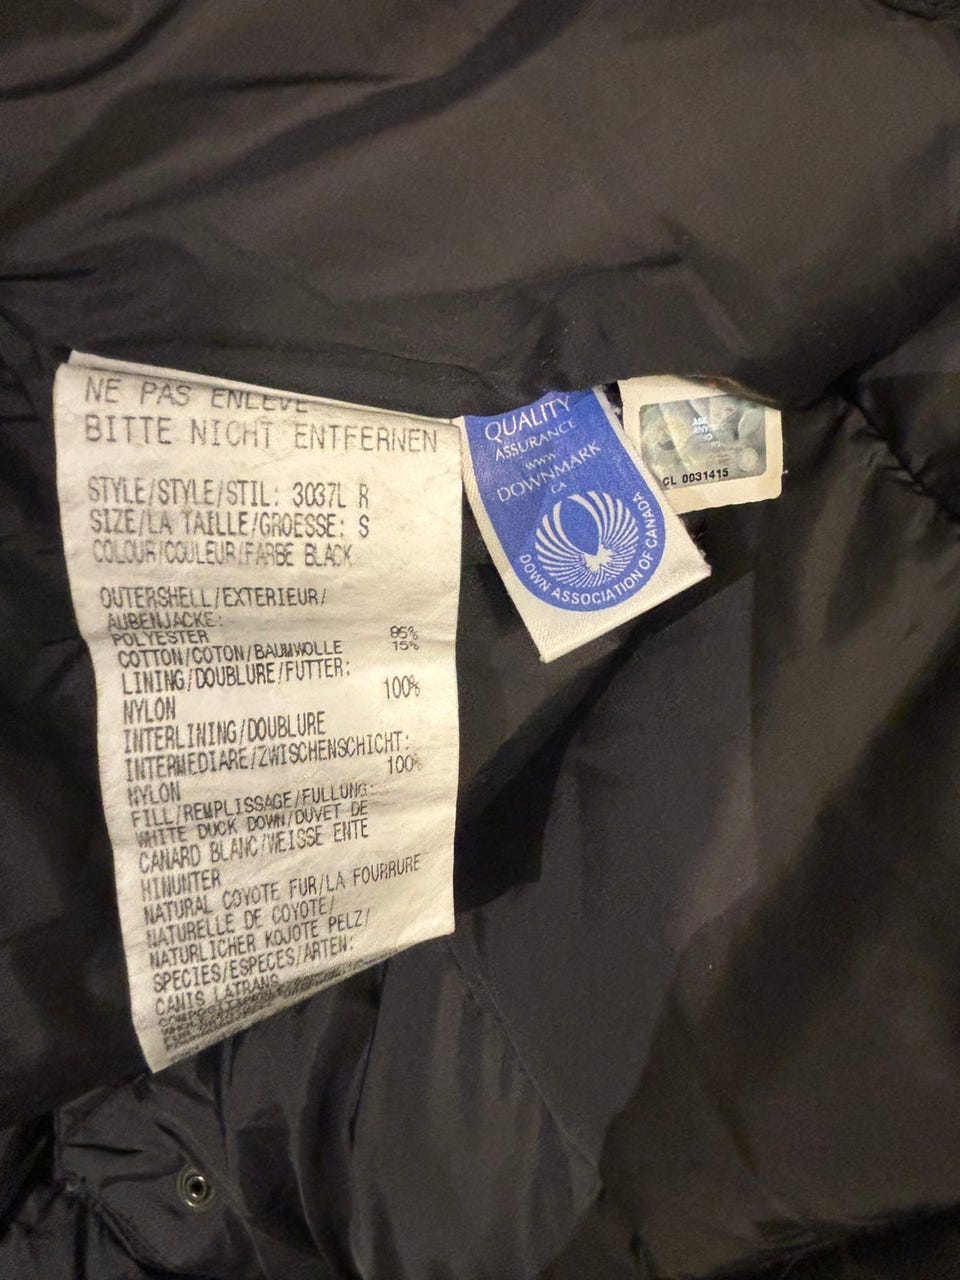 NE PAS ENLEVE
BITTE NICHT ENTFERNEN
STYLE/STYLE/STIL: 3037L R
SIZE/LA TAILLE/GROESSE: S
COLOUR/COULEUR/FARBE BLACK
OUTERSHELL/EXTERIEUR/
AUBENJACKE:
POLYESTER 85%
COTTON/COTON/BAUMWOLLE 15%
LINING/DOUBLURE/FUTTER:
100%
NYLON
INTERLINING/DOUBLURE
INTERMEDIARE/ZWISCHENSCHICHT:
100%
NYLON
FILL/REMPLISSAGE/FULLUNG:
WHITE DUCK DOWN/DUVET DE
CANARD BLANC/WEISSE ENTE
HINUNTER
NATURAL COYOTE FUR/LA FOURRURE
NATURELLE DE COYOTE/
NATURLICHER KOJOTE PELZ/
SPECIES/ESPECES/ARTEN:
CANIS LATRANS
QUALITY
ASSURANCE
www
DOWNMARK
CA
DOWN ASSOCIATION OF CANADA
CL 0031415